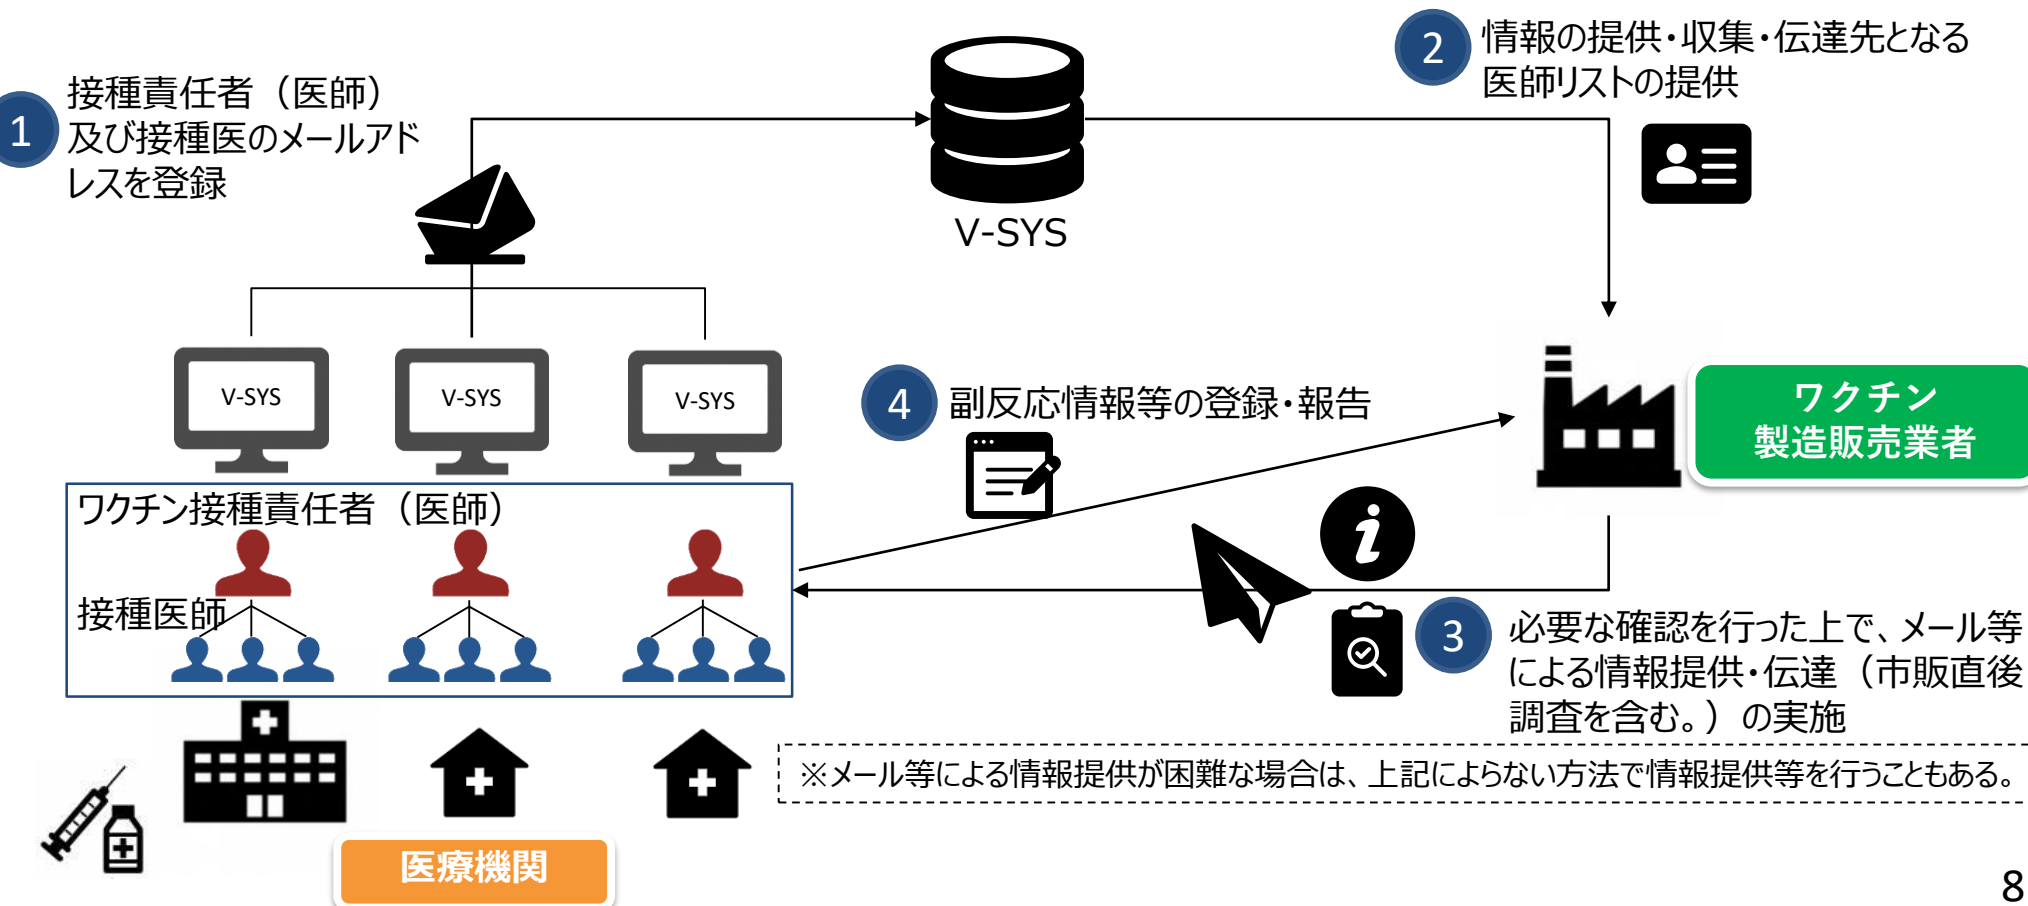 1
接種責任者（医師）
及び接種医のメールアド
レスを登録
V-SYS
2
情報の提供・収集・伝達先となる
医師リストの提供
V-SYS
V-SYS
V-SYS
4
副反応情報等の登録・報告
ワクチン
製造販売業者
ワクチン接種責任者（医師）
接種医師
i
3
必要な確認を行った上で、メール等
による情報提供・伝達（市販直後
調査を含む。）の実施
※メール等による情報提供が困難な場合は、上記によらない方法で情報提供等を行うこともある。
医療機関
8